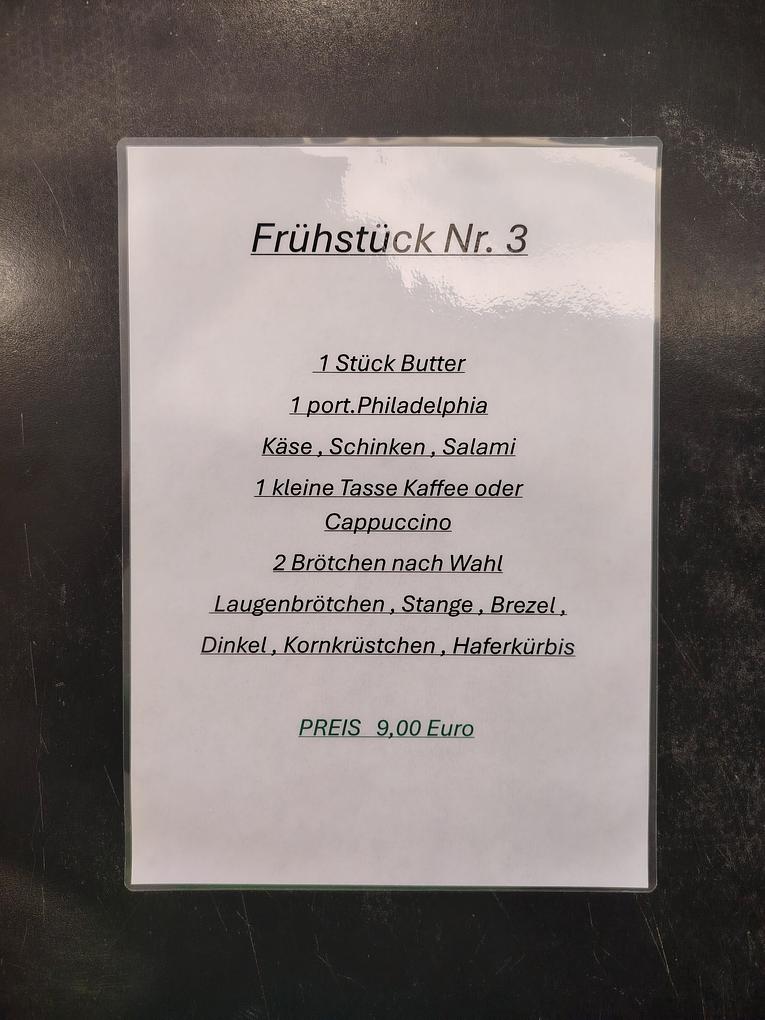 Frühstück Nr. 3
1 Stück Butter
1 port.Philadelphia
Käse , Schinken , Salami
1 kleine Tasse Kaffee oder
Cappuccino
2 Brötchen nach Wahl
Laugenbrötchen , Stange , Brezel ,
Dinkel , Kornkrüstchen , Haferkürbis
PREIS   9,00 Euro